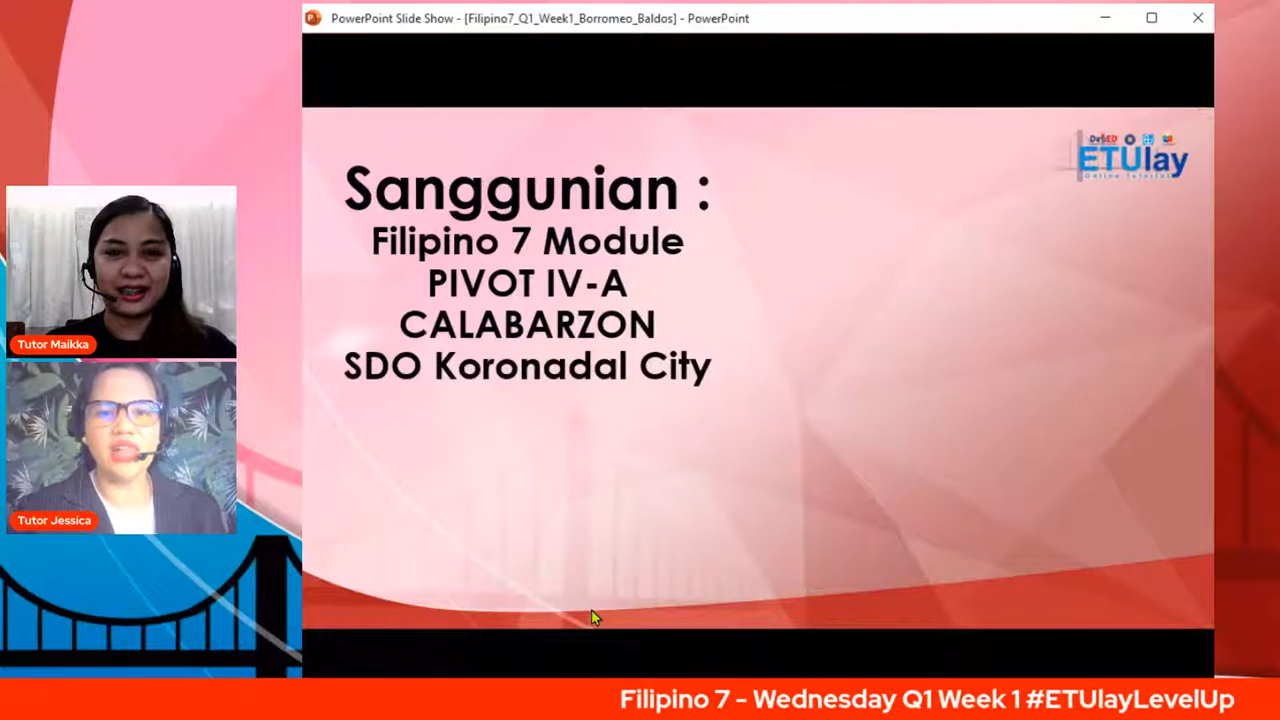 PowerPoint Slide Show - [Filipino7_Q1_Week1_Borromeo_Baldos] - PowerPoint
DepED
ETUlay
Online Tutorial
Sanggunian :
Filipino 7 Module
PIVOT IV-A
CALABARZON
SDO Koronadal City
Tutor Maikka
Tutor Jessica
Filipino 7 - Wednesday Q1 Week 1 #ETUlayLevelUp